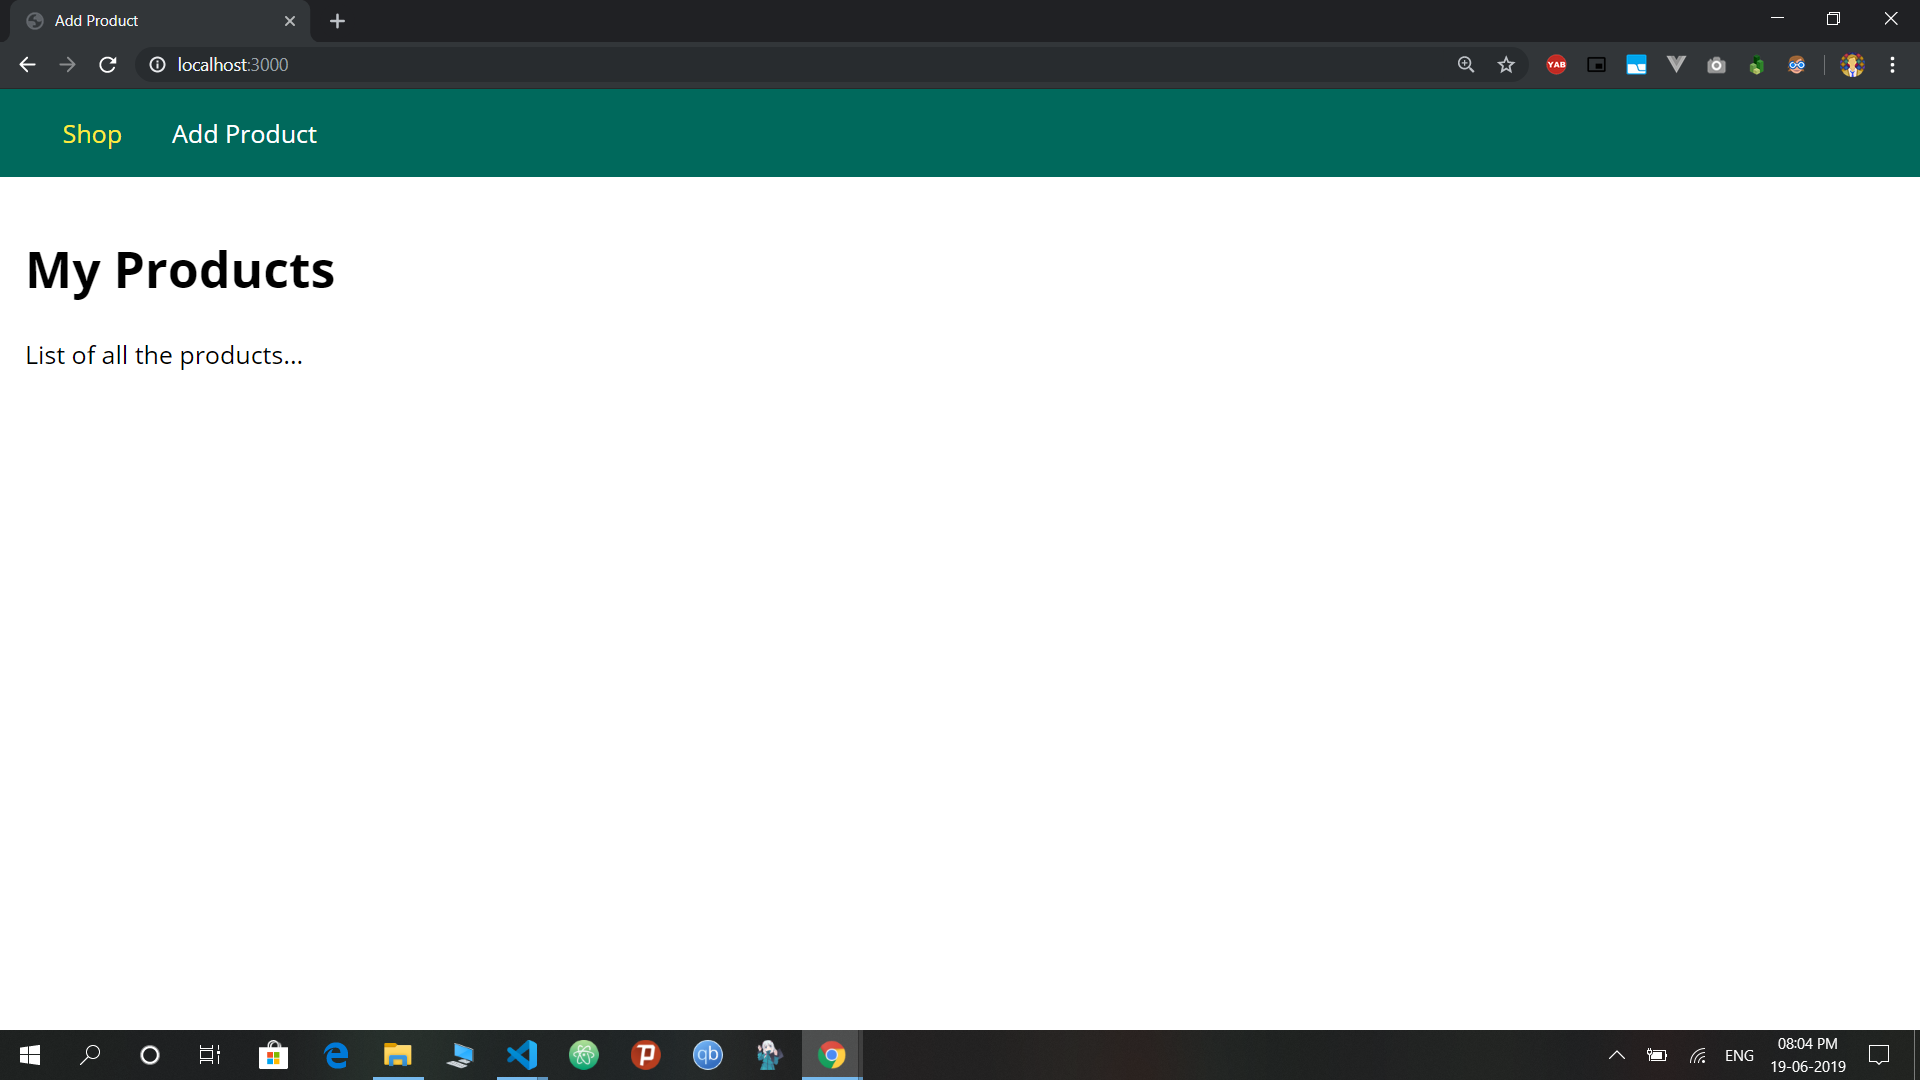 Add Product
localhost:3000
YAB
Shop Add Product
My Products
List of all the products...
qb
ENG
08:04 PM
19-06-2019